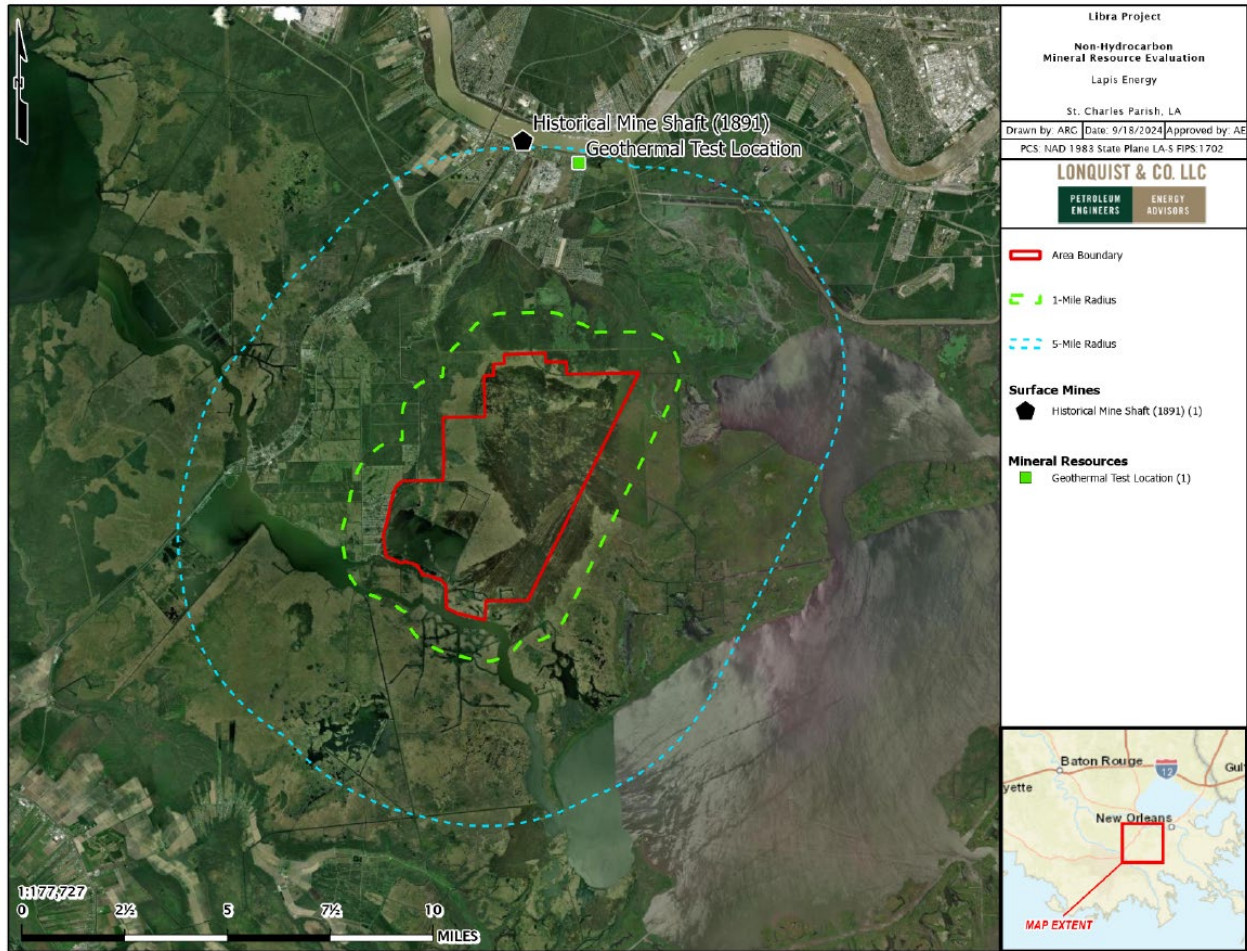 Historical Mine Shaft (1891)
Geothermal Test Location
1:177,727
0 2½ 5 7½ 10
MILES
Libra Project
Non-Hydrocarbon
Mineral Resource Evaluation
Lapis Energy
St. Charles Parish, LA
Drawn by: ARG Date: 9/18/2024 Approved by: AE
PCS: NAD 1983 State Plane LA-S FIPS:1702
LONQUIST & CO. LLC
PETROLEUM ENERGY
ENGINEERS ADVISORS
Area Boundary
1-Mile Radius
5-Mile Radius
Surface Mines
Historical Mine Shaft (1891) (1)
Mineral Resources
Geothermal Test Location (1)
Baton Rouge
12
Gulf
yette
New Orleans
MAP EXTENT